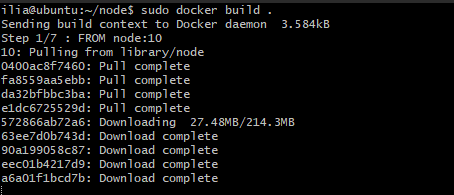 ilia@ubuntu:~/node$ sudo docker build .
Sending build context to Docker daemon  3.584kB
Step 1/7 : FROM node:10
10: Pulling from library/node
0400ac8f7460: Pull complete
fa8559aa5ebb: Pull complete
da32bfbbc3ba: Pull complete
e1dc6725529d: Pull complete
572866ab72a6: Downloading  27.48MB/214.3MB
63ee7d0b743d: Download complete
90a199058c87: Download complete
eec01b4217d9: Download complete
a6a01f1bcd7b: Download complete